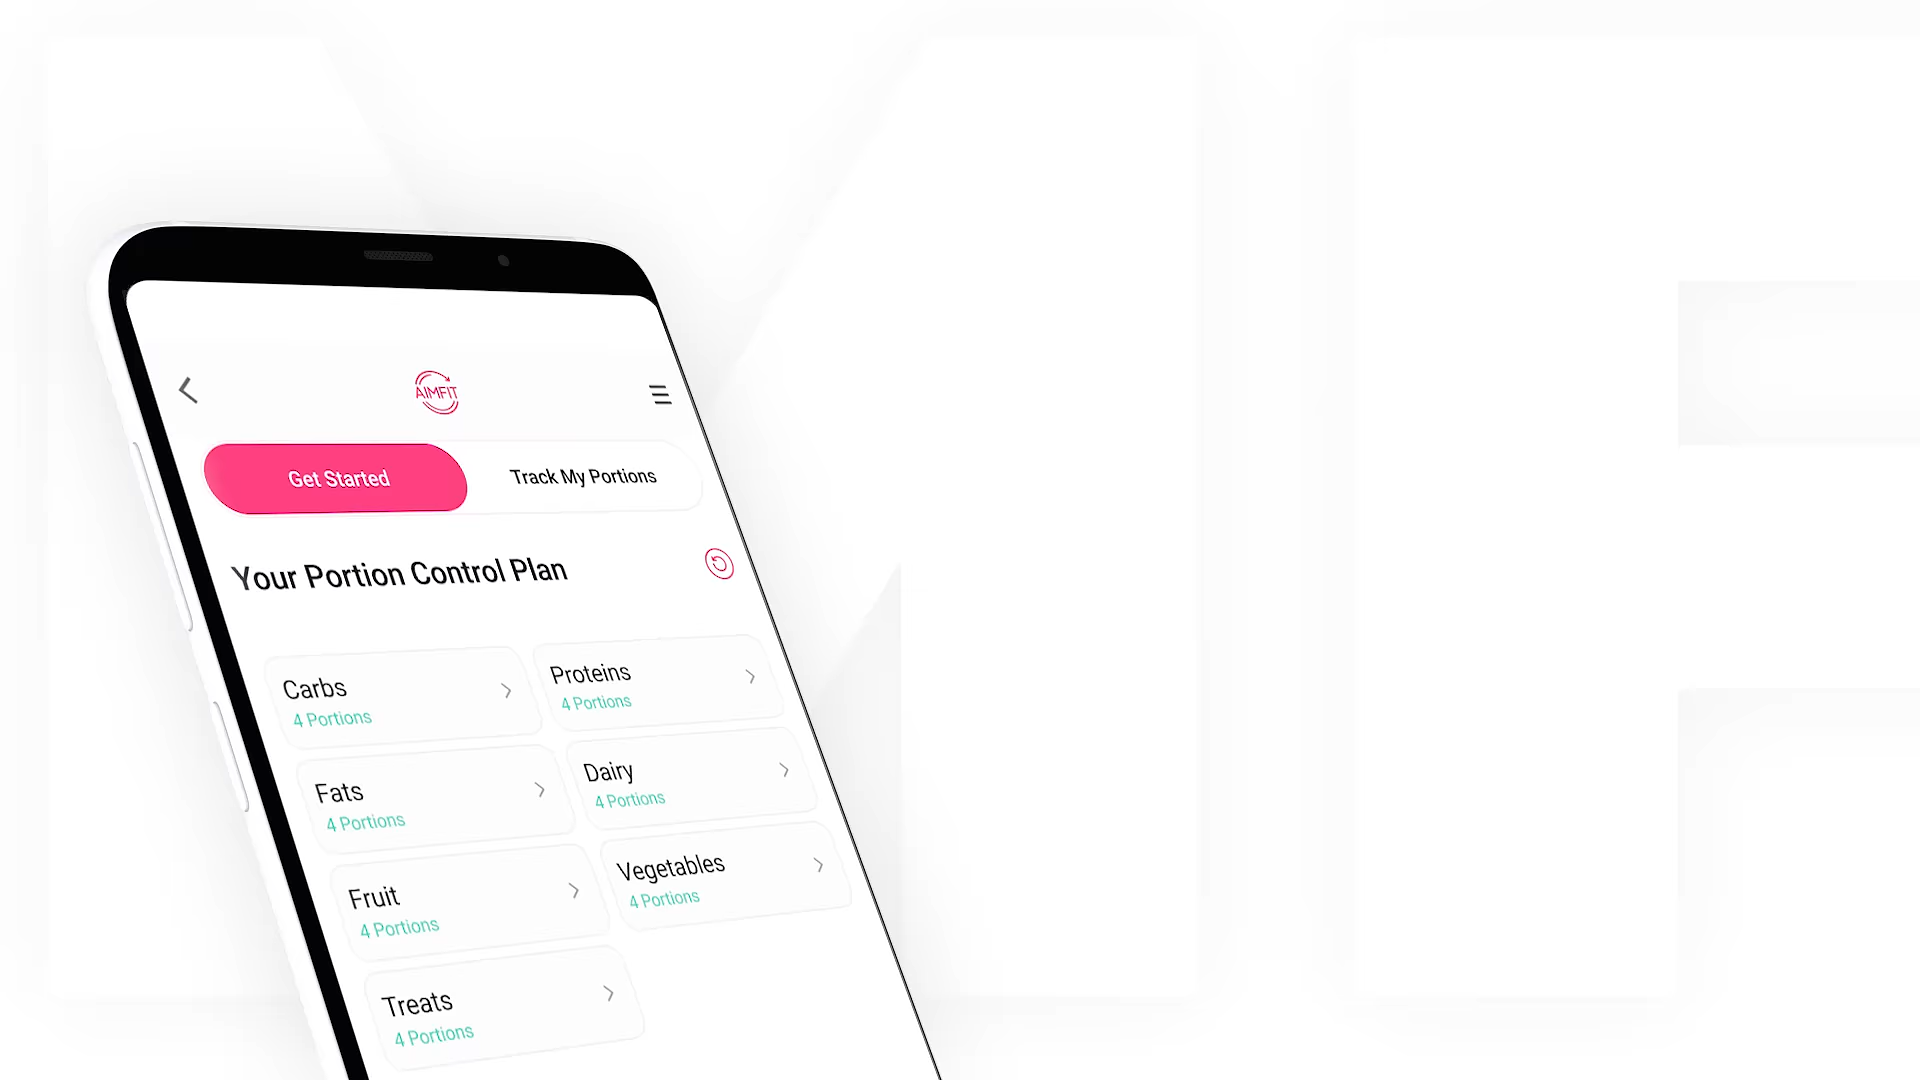 AIMFIT
Get Started
Track My Portions
Your Portion Control Plan
Carbs
4 Portions
Proteins
4 Portions
Fats
4 Portions
Dairy
4 Portions
Fruit
4 Portions
Vegetables
4 Portions
Treats
4 Portions